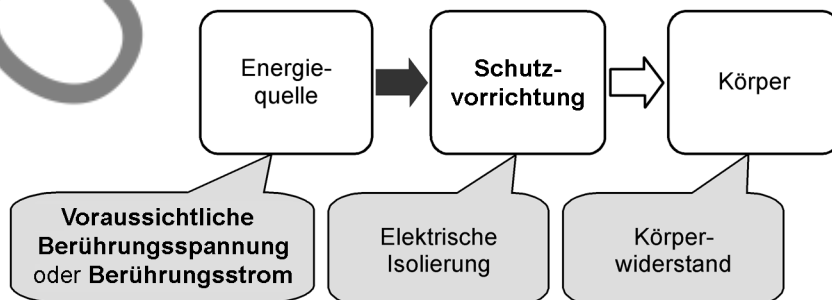 Energie-
quelle
Schutz-
vorrichtung
Körper
Voraussichtliche
Berührungsspannung
oder Berührungsstrom
Elektrische
Isolierung
Körper-
widerstand